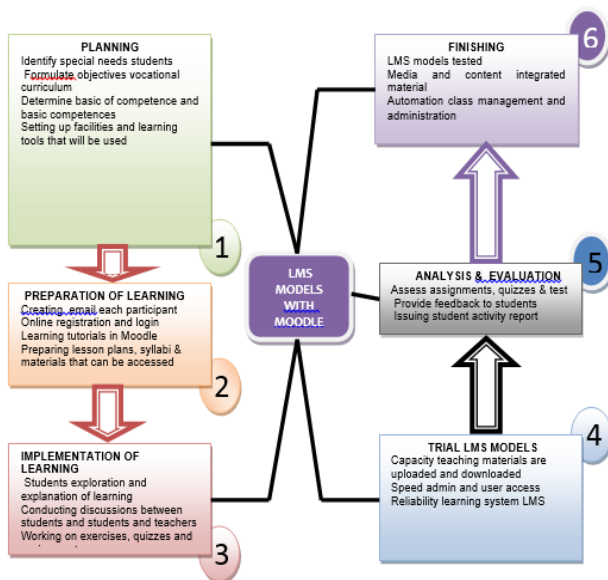 PLANNING
Identify special needs students
Formulate objectives vocational
curriculum
Determine basic of competence and
basic competences
Setting up facilities and learning
tools that will be used
1
PREPARATION OF LEARNING
Creating email each participant
Online registration and login
Learning tutorials in Moodle
Preparing lesson plans, syllabi &
materials that can be accessed
2
IMPLEMENTATION OF
LEARNING
Students exploration and
explanation of learning
Conducting discussions between
students and students and teachers
Working on exercises, quizzes and
3
LMS
MODELS
WITH
MOODLE
TRIAL LMS MODELS
Capacity teaching materials are
uploaded and downloaded
Speed admin and user access
Reliability learning system LMS
4
ANALYSIS & EVALUATION
Assess assignments, quizzes & test
Provide feedback to students
Issuing student activity report
5
FINISHING
LMS models tested
Media and content integrated
material
Automation class management and
administration
6